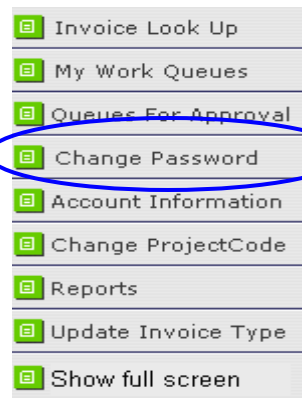 Invoice Look Up
My Work Queues
Queues For Approval
Change Password
Account Information
Change ProjectCode
Reports
Update Invoice Type
Show full screen